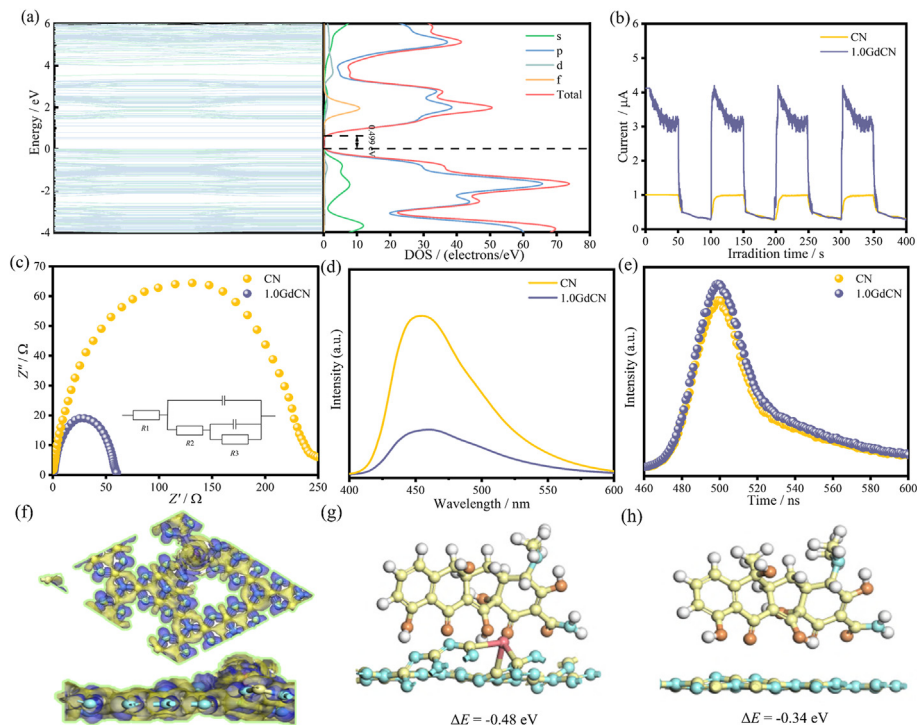 (a)
6
4
2
0
-2
-4
Energy / eV
s
p
d
f
Total
0.499 eV
0 10 20 30 40 50 60 70 80
DOS / (electrons/eV)
(b)
5
4
3
2
1
0
Current / μA
CN
1.0GdCN
0 50 100 150 200 250 300 350 400
Irradition time / s
(c)
70
60
50
40
30
20
10
0
Z'' / Ω
CN
1.0GdCN
R1
R2
R3
0 50 100 150 200 250
Z' / Ω
(d)
Intensity (a.u.)
CN
1.0GdCN
400 450 500 550 600
Wavelength / nm
(e)
Intensity (a.u.)
CN
1.0GdCN
460 480 500 520 540 560 580 600
Time / ns
(f)
(g)
ΔE = -0.48 eV
(h)
ΔE = -0.34 eV